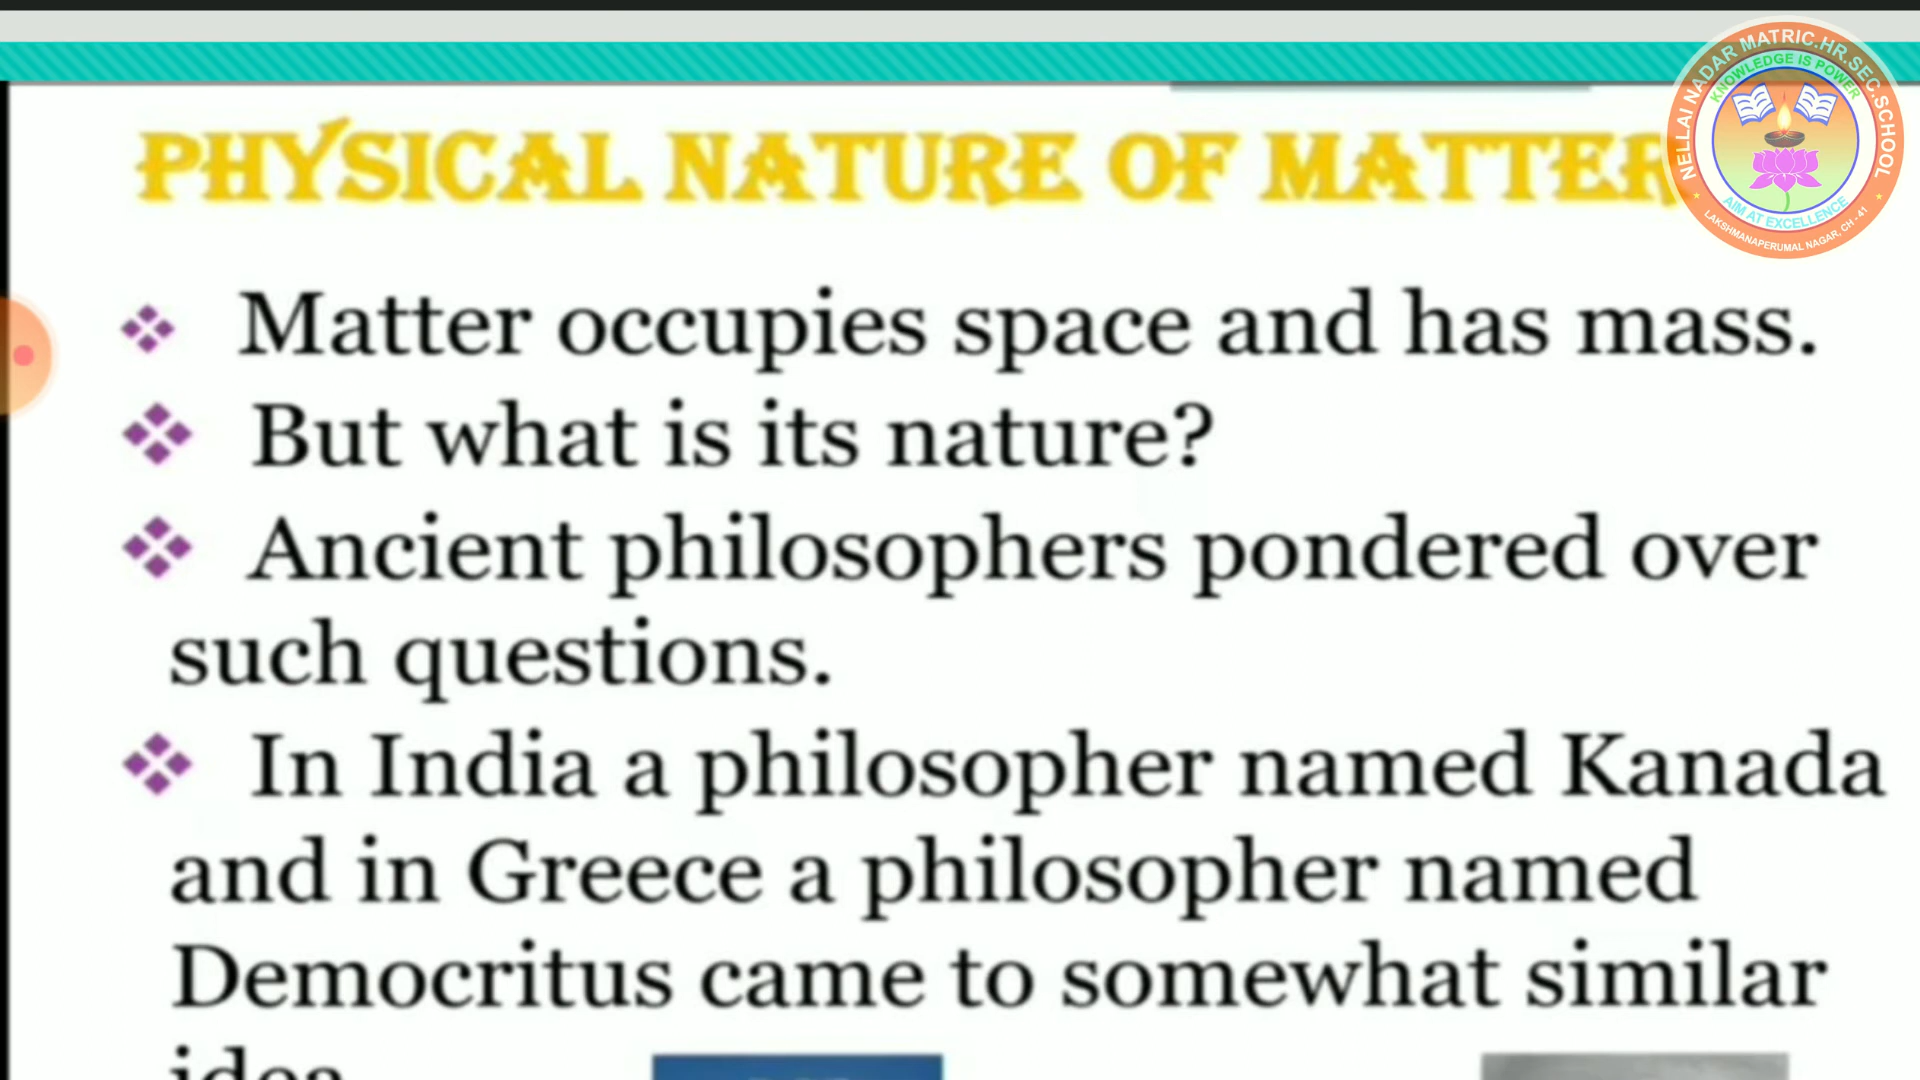 PHYSICAL NATURE OF MATTER
NELLAI NADAR MATRIC.HR.SEC.SCHOOL
KNOWLEDGE IS POWER
AIM AT EXCELLENCE
LAKSHMANAPERUMAL NAGAR, CH - 41
Matter occupies space and has mass.
But what is its nature?
Ancient philosophers pondered over
such questions.
In India a philosopher named Kanada
and in Greece a philosopher named
Democritus came to somewhat similar
idea